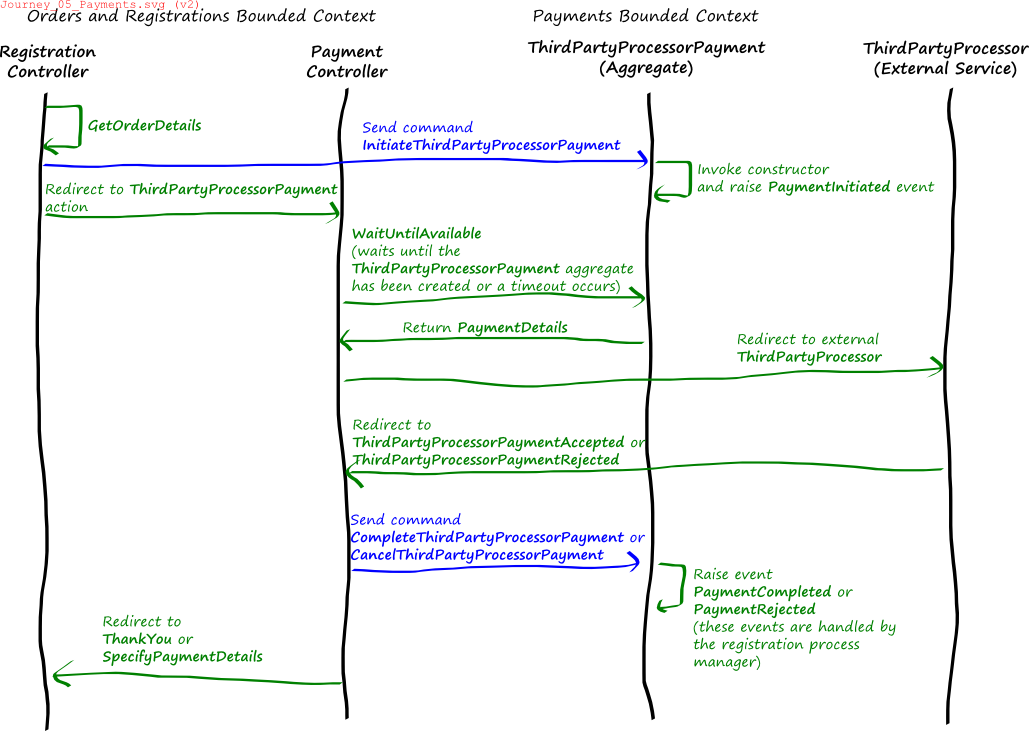 Journey_05_Payments.svg (v2)
Orders and Registrations Bounded Context
Payments Bounded Context
Registration
Controller
Payment
Controller
ThirdPartyProcessorPayment
(Aggregate)
ThirdPartyProcessor
(External Service)
GetOrderDetails
Send command
InitiateThirdPartyProcessorPayment
Invoke constructor
and raise PaymentInitiated event
Redirect to ThirdPartyProcessorPayment
action
WaitUntilAvailable
(waits until the
ThirdPartyProcessorPayment aggregate
has been created or a timeout occurs)
Return PaymentDetails
Redirect to external
ThirdPartyProcessor
Redirect to
ThirdPartyProcessorPaymentAccepted or
ThirdPartyProcessorPaymentRejected
Send command
CompleteThirdPartyProcessorPayment or
CancelThirdPartyProcessorPayment
Raise event
PaymentCompleted or
PaymentRejected
(these events are handled by
the registration process
manager)
Redirect to
ThankYou or
SpecifyPaymentDetails